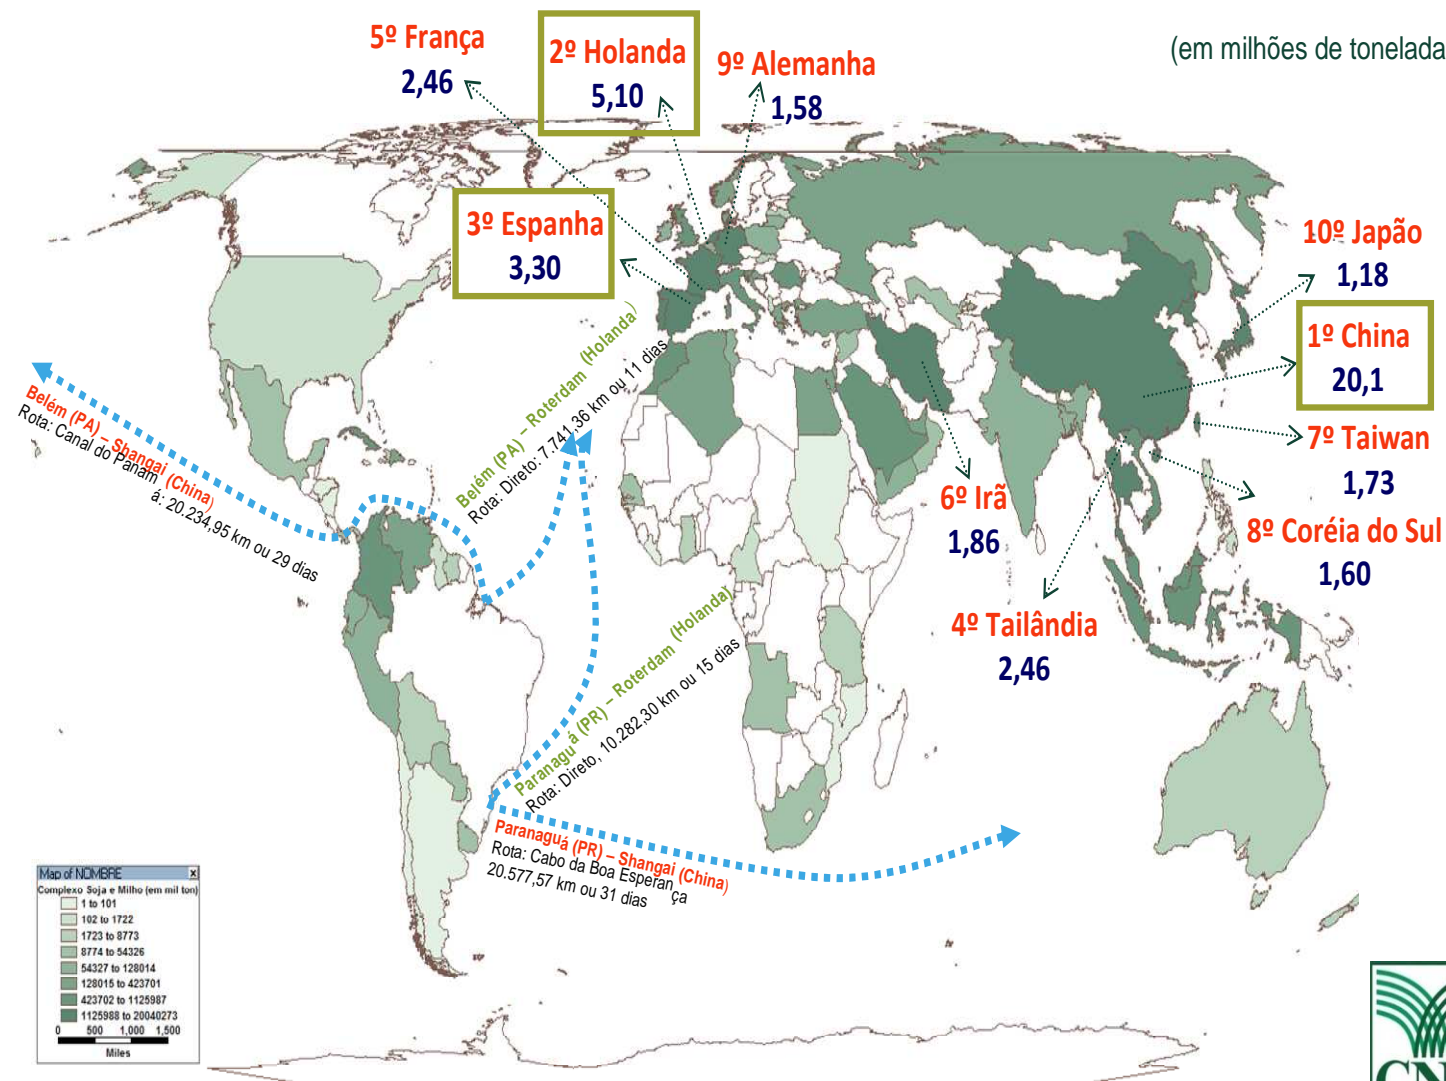 5º França
2,46
2º Holanda
5,10
9º Alemanha
1,58
(em milhões de tonelada
3º Espanha
3,30
10º Japão
1,18
1º China
20,1
7º Taiwan
1,73
8º Coréia do Sul
1,60
6º Irã
1,86
4º Tailândia
2,46
Belém (PA) – Shangai (China)
Rota: Canal do Panam
á: 20.234,95 km ou 29 dias
Belém (PA) – Roterdam (Holanda)
Rota: Direto: 7.741,36 km ou 11 dias
Paranaguá (PR) – Roterdam (Holanda)
Rota: Direto, 10.282,30 km ou 15 dias
Paranaguá (PR) – Shangai (China)
Rota: Cabo da Boa Esperança
20.577,57 km ou 31 dias
Map of NOMBRE x
Complexo Soja e Milho (em mil ton)
1 to 101
102 to 1722
1723 to 8773
8774 to 54326
54327 to 128014
128015 to 423701
423702 to 1125987
1125988 to 20040273
0 500 1,000 1,500
Miles